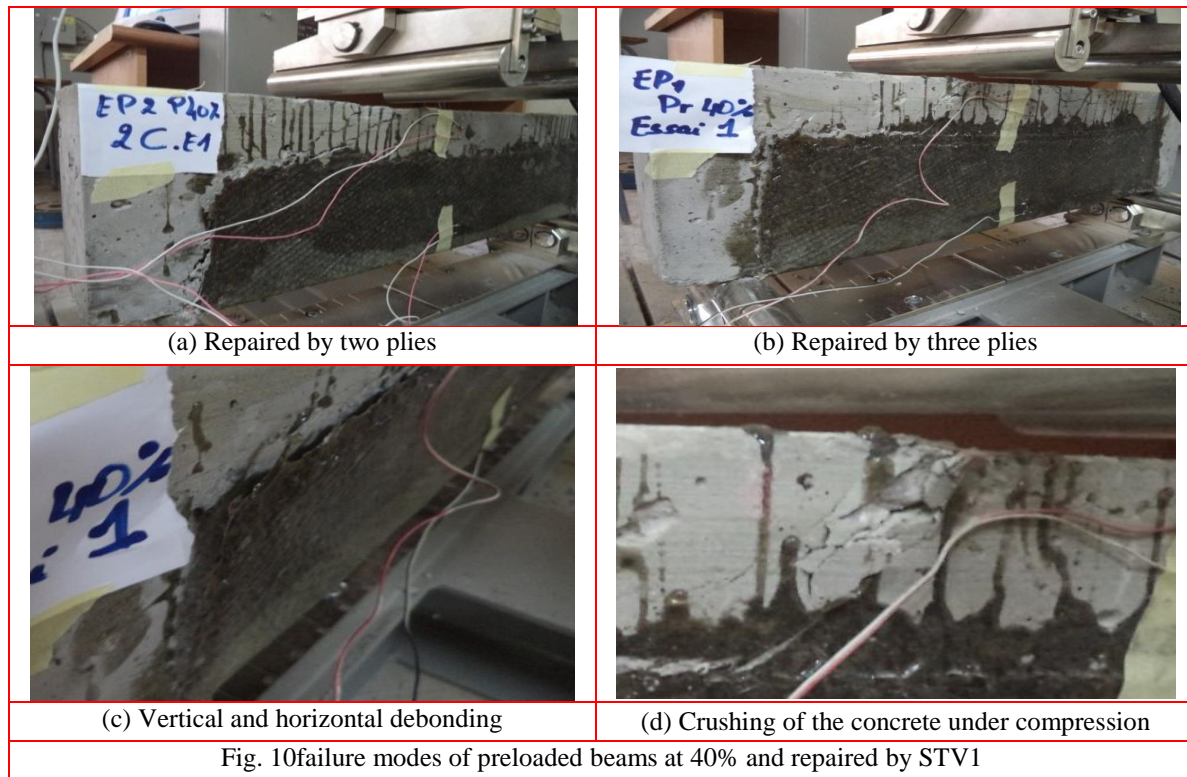 EP2 P40%
2 C.E1
EP1
Pr 40%
Essai 1
(a) Repaired by two plies
(b) Repaired by three plies
40%
i 1
(c) Vertical and horizontal debonding
(d) Crushing of the concrete under compression
Fig. 10failure modes of preloaded beams at 40% and repaired by STV1